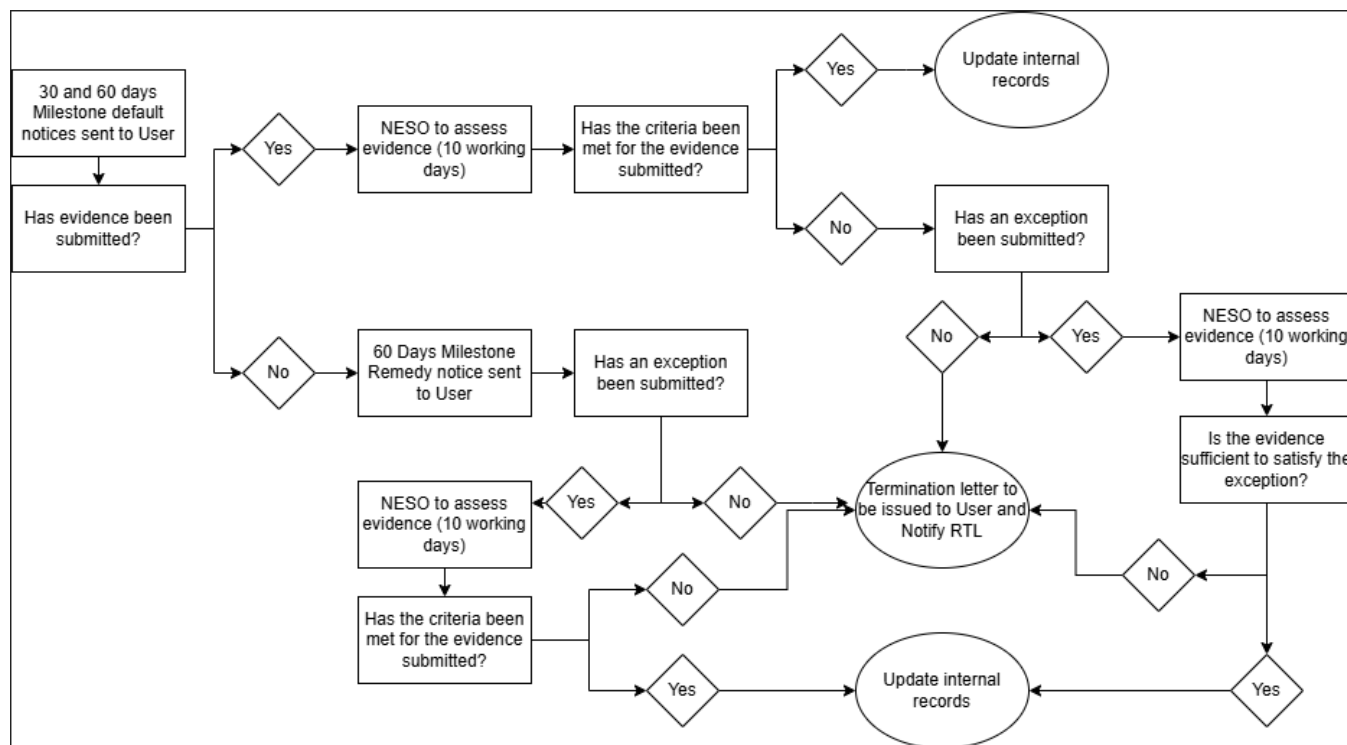 30 and 60 days
Milestone default
notices sent to User
Has evidence been
submitted?
Yes
NESO to assess
evidence (10 working
days)
Has the criteria been
met for the evidence
submitted?
Yes
Update internal
records
No
Has an exception
been submitted?
No
Yes
NESO to assess
evidence (10 working
days)
Is the evidence
sufficient to satisfy the
exception?
No
Yes
No
60 Days Milestone
Remedy notice sent
to User
Has an exception
been submitted?
Yes
No
Termination letter to
be issued to User and
Notify RTL
NESO to assess
evidence (10 working
days)
Has the criteria been
met for the evidence
submitted?
No
Yes
Update internal
records